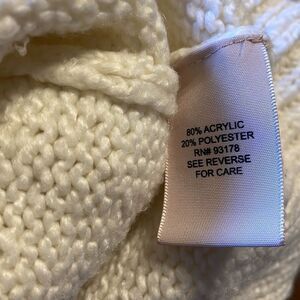 80% ACRYLIC
20% POLYESTER
RN# 93178
SEE REVERSE
FOR CARE